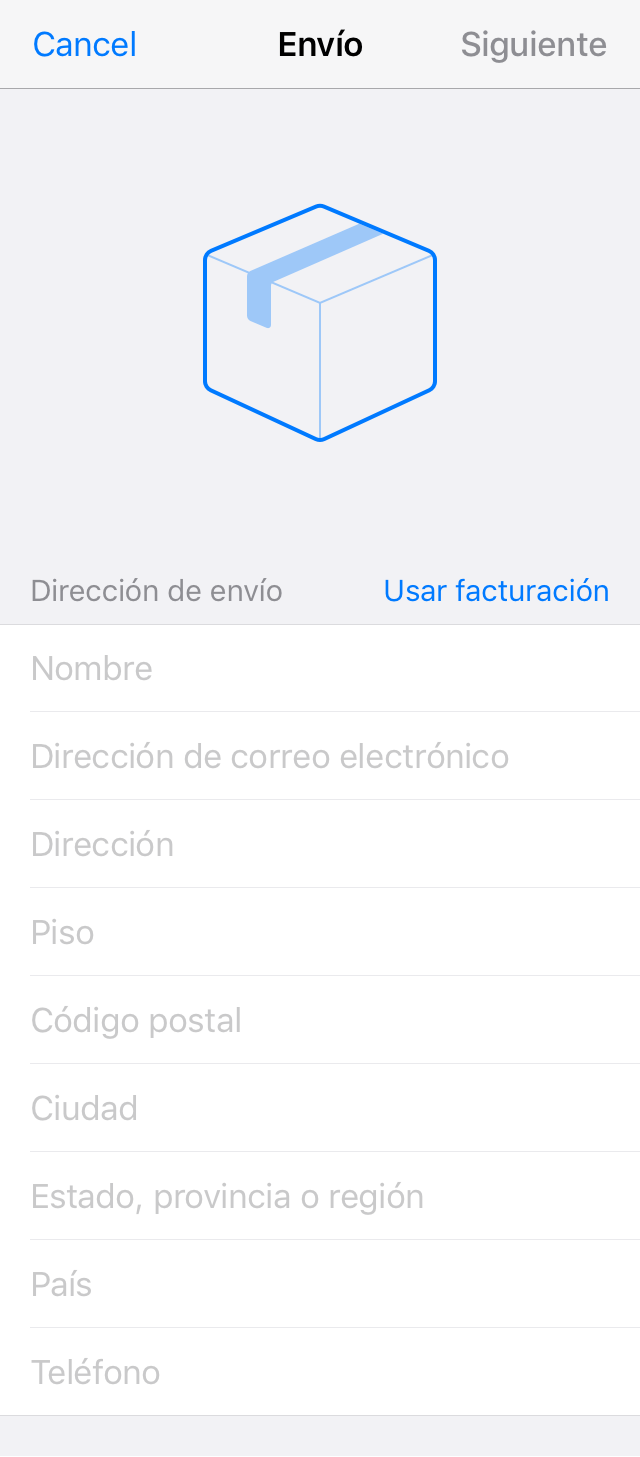 Cancel Envío Siguiente
Dirección de envío Usar facturación
Nombre
Dirección de correo electrónico
Dirección
Piso
Código postal
Ciudad
Estado, provincia o región
País
Teléfono